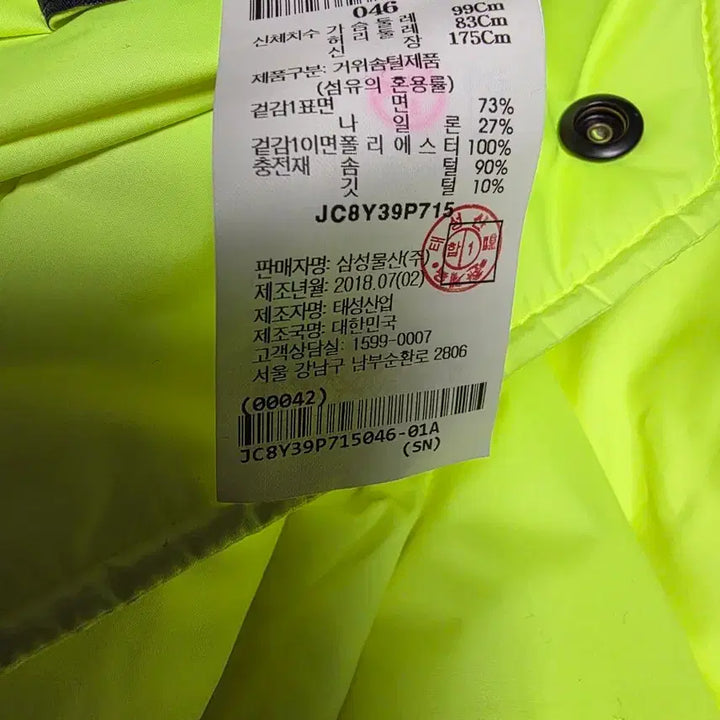 046
신체치수 가슴둘레 99Cm
허리둘레 83Cm
신장 175Cm
제품구분: 거위솜털제품
(섬유의 혼용률)
겉감1표면 면 73%
나일론 27%
겉감1이면폴리에스터 100%
충전재 솜털 90%
깃털 10%
JC8Y39P715
판매자명: 삼성물산(주)
제조년월: 2018.07(02)
제조자명: 태성산업
제조국명: 대한민국
고객상담실: 1599-0007
서울 강남구 남부순환로 2806
(00042)
JC8Y39P715046-01A
(SN)